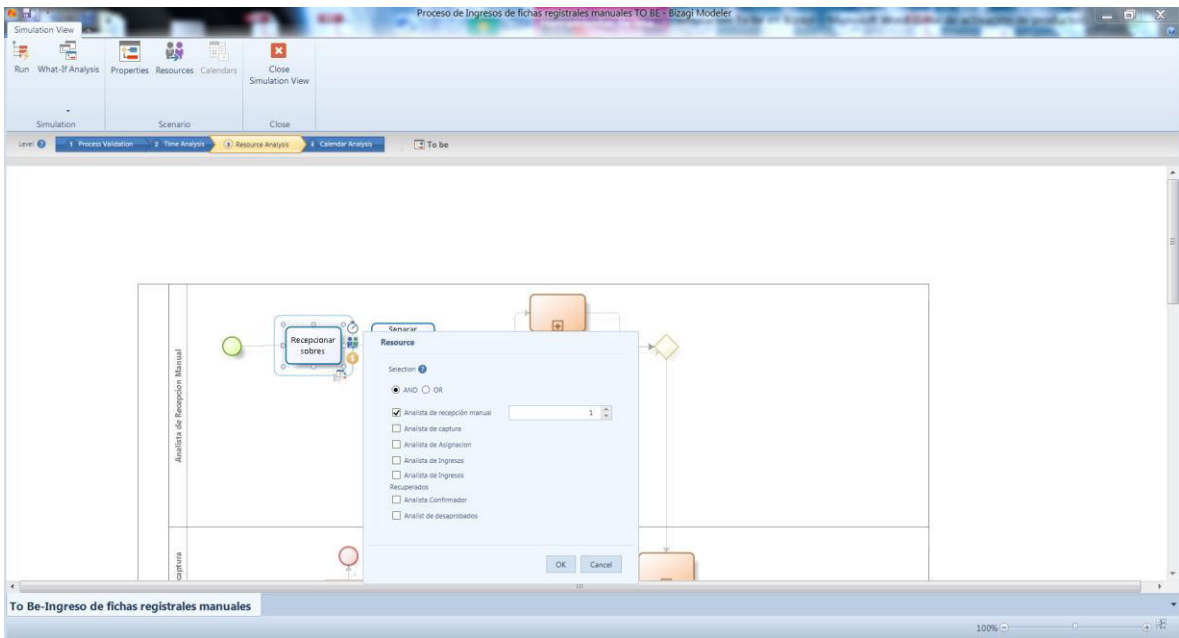 Proceso de Ingresos de fichas registrales manuales TO BE - Bizagi Modeler
Simulation View
Run What-If Analysis Properties Resources Calendars Close Simulation View
Simulation Scenario Close
Level 1 Process Validation 2 Time Analysis 3 Resource Analysis 4 Calendar Analysis To be
Analista de Recepcion Manual
Recepcionar
sobres
Separar
Resource
Selection
AND OR
Analista de recepción manual 1
Analista de captura
Analista de Asignacion
Analista de Ingresos
Analista de Ingresos
Recuperados
Analista Confirmador
Analist de desaprobados
OK Cancel
captura
To Be-Ingreso de fichas registrales manuales
100%